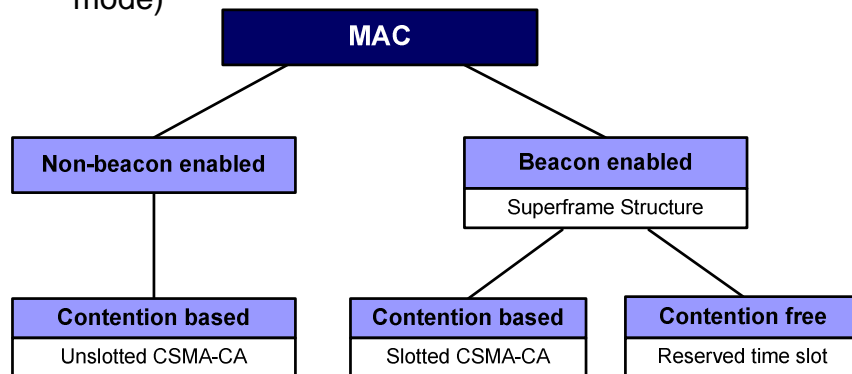 mode)
MAC
Non-beacon enabled
Beacon enabled
Superframe Structure
Contention based
Contention based
Contention free
Unslotted CSMA-CA
Slotted CSMA-CA
Reserved time slot